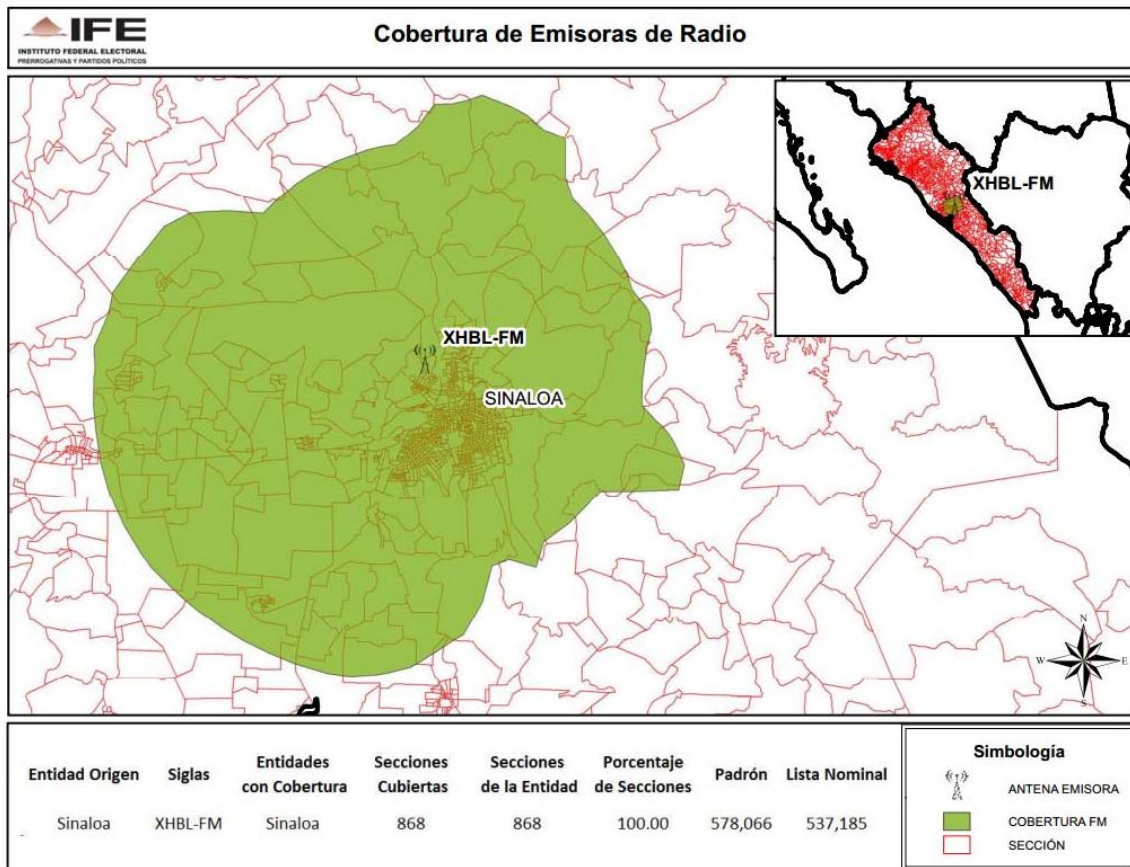 IFE
INSTITUTO FEDERAL ELECTORAL
PRERROGATIVAS Y PARTIDOS POLÍTICOS
Cobertura de Emisoras de Radio
XHBL-FM
XHBL-FM
SINALOA
N
W E
S
Entidad Origen Siglas Entidades con Cobertura Secciones Cubiertas Secciones de la Entidad Porcentaje de Secciones Padrón Lista Nominal
Sinaloa XHBL-FM Sinaloa 868 868 100.00 578,066 537,185
Simbología
ANTENA EMISORA
COBERTURA FM
SECCIÓN